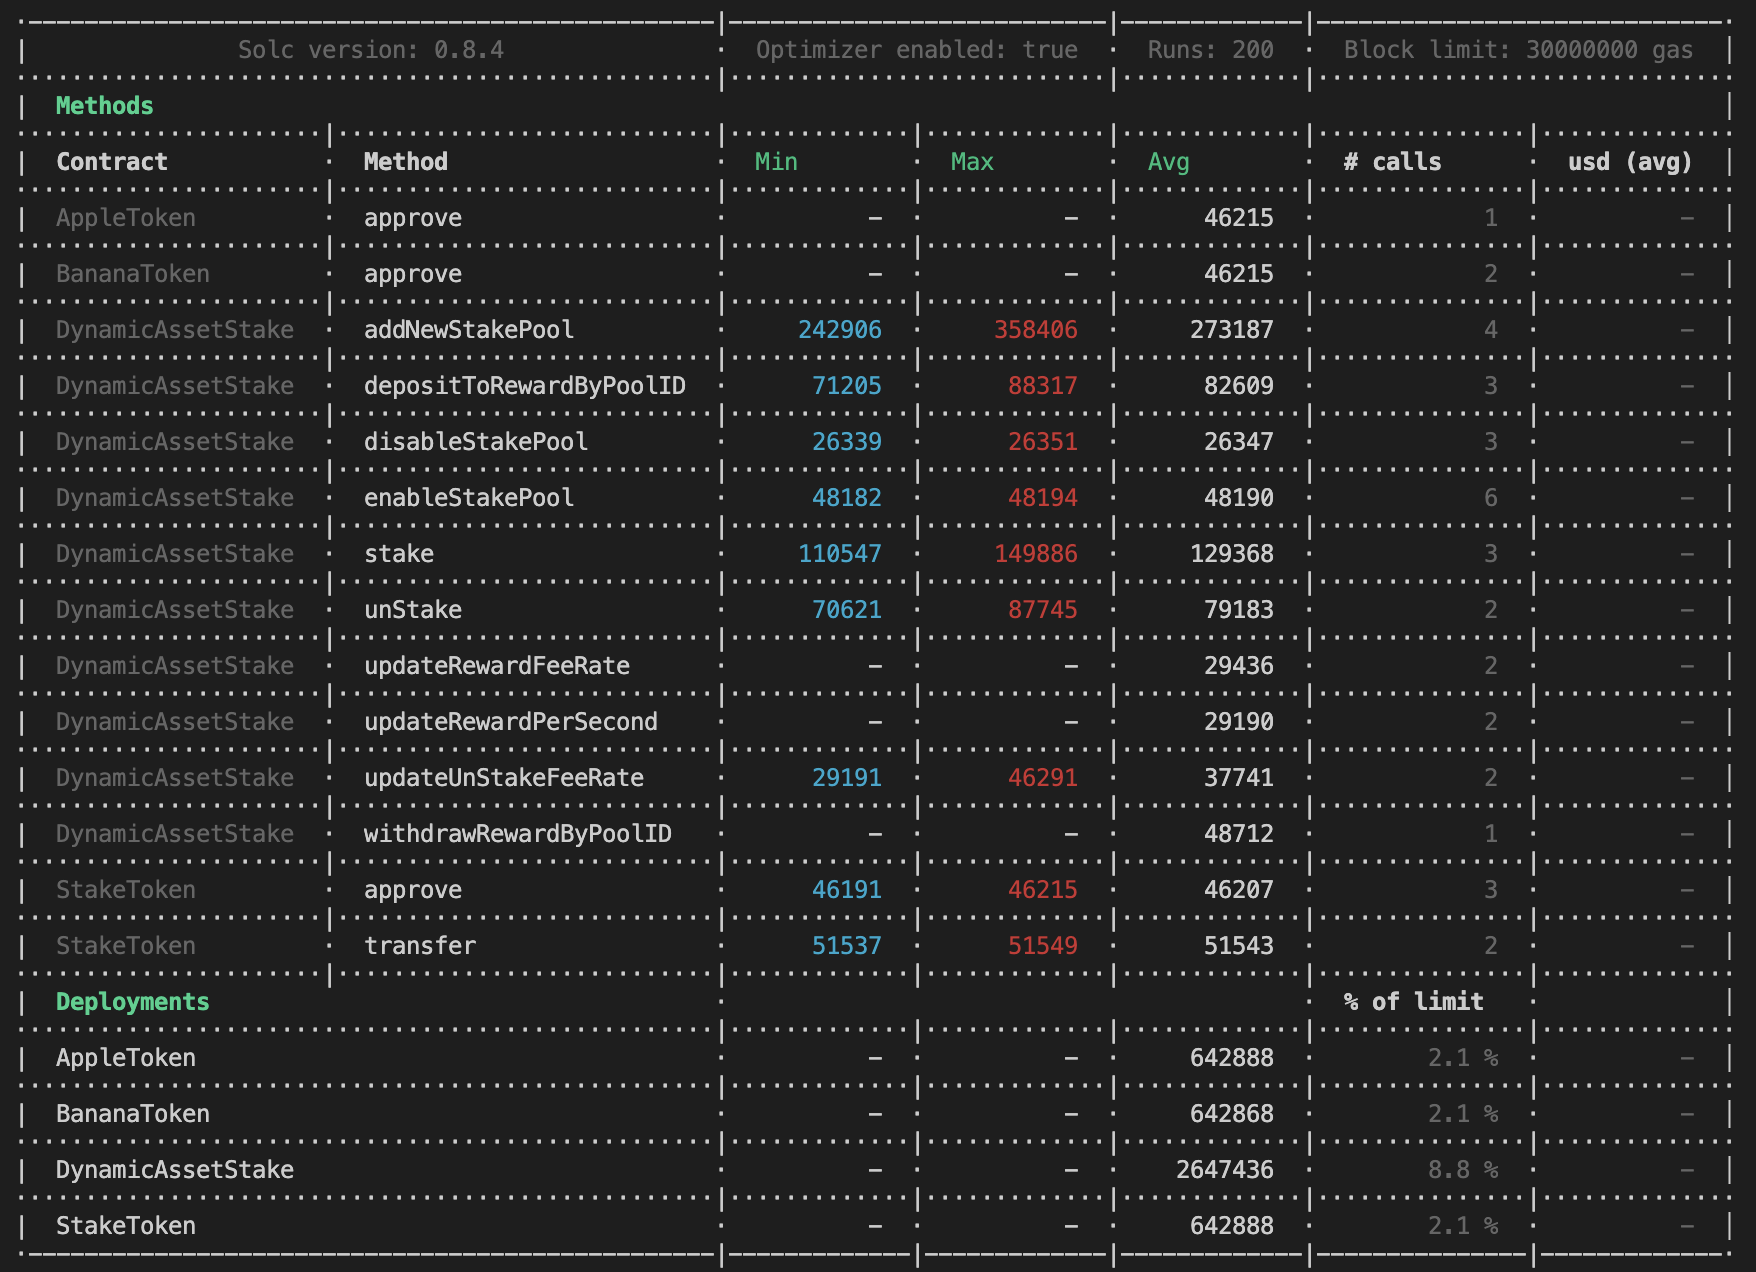 Solc version: 0.8.4 · Optimizer enabled: true · Runs: 200 · Block limit: 30000000 gas
Methods
Contract · Method · Min · Max · Avg · # calls · usd (avg)
AppleToken · approve · – · – · 46215 · 1 · –
BananaToken · approve · – · – · 46215 · 2 · –
DynamicAssetStake · addNewStakePool · 242906 · 358406 · 273187 · 4 · –
DynamicAssetStake · depositToRewardByPoolID · 71205 · 88317 · 82609 · 3 · –
DynamicAssetStake · disableStakePool · 26339 · 26351 · 26347 · 3 · –
DynamicAssetStake · enableStakePool · 48182 · 48194 · 48190 · 6 · –
DynamicAssetStake · stake · 110547 · 149886 · 129368 · 3 · –
DynamicAssetStake · unStake · 70621 · 87745 · 79183 · 2 · –
DynamicAssetStake · updateRewardFeeRate · – · – · 29436 · 2 · –
DynamicAssetStake · updateRewardPerSecond · – · – · 29190 · 2 · –
DynamicAssetStake · updateUnStakeFeeRate · 29191 · 46291 · 37741 · 2 · –
DynamicAssetStake · withdrawRewardByPoolID · – · – · 48712 · 1 · –
StakeToken · approve · 46191 · 46215 · 46207 · 3 · –
StakeToken · transfer · 51537 · 51549 · 51543 · 2 · –
Deployments · % of limit ·
AppleToken · – · – · 642888 · 2.1 % · –
BananaToken · – · – · 642868 · 2.1 % · –
DynamicAssetStake · – · – · 2647436 · 8.8 % · –
StakeToken · – · – · 642888 · 2.1 % · –